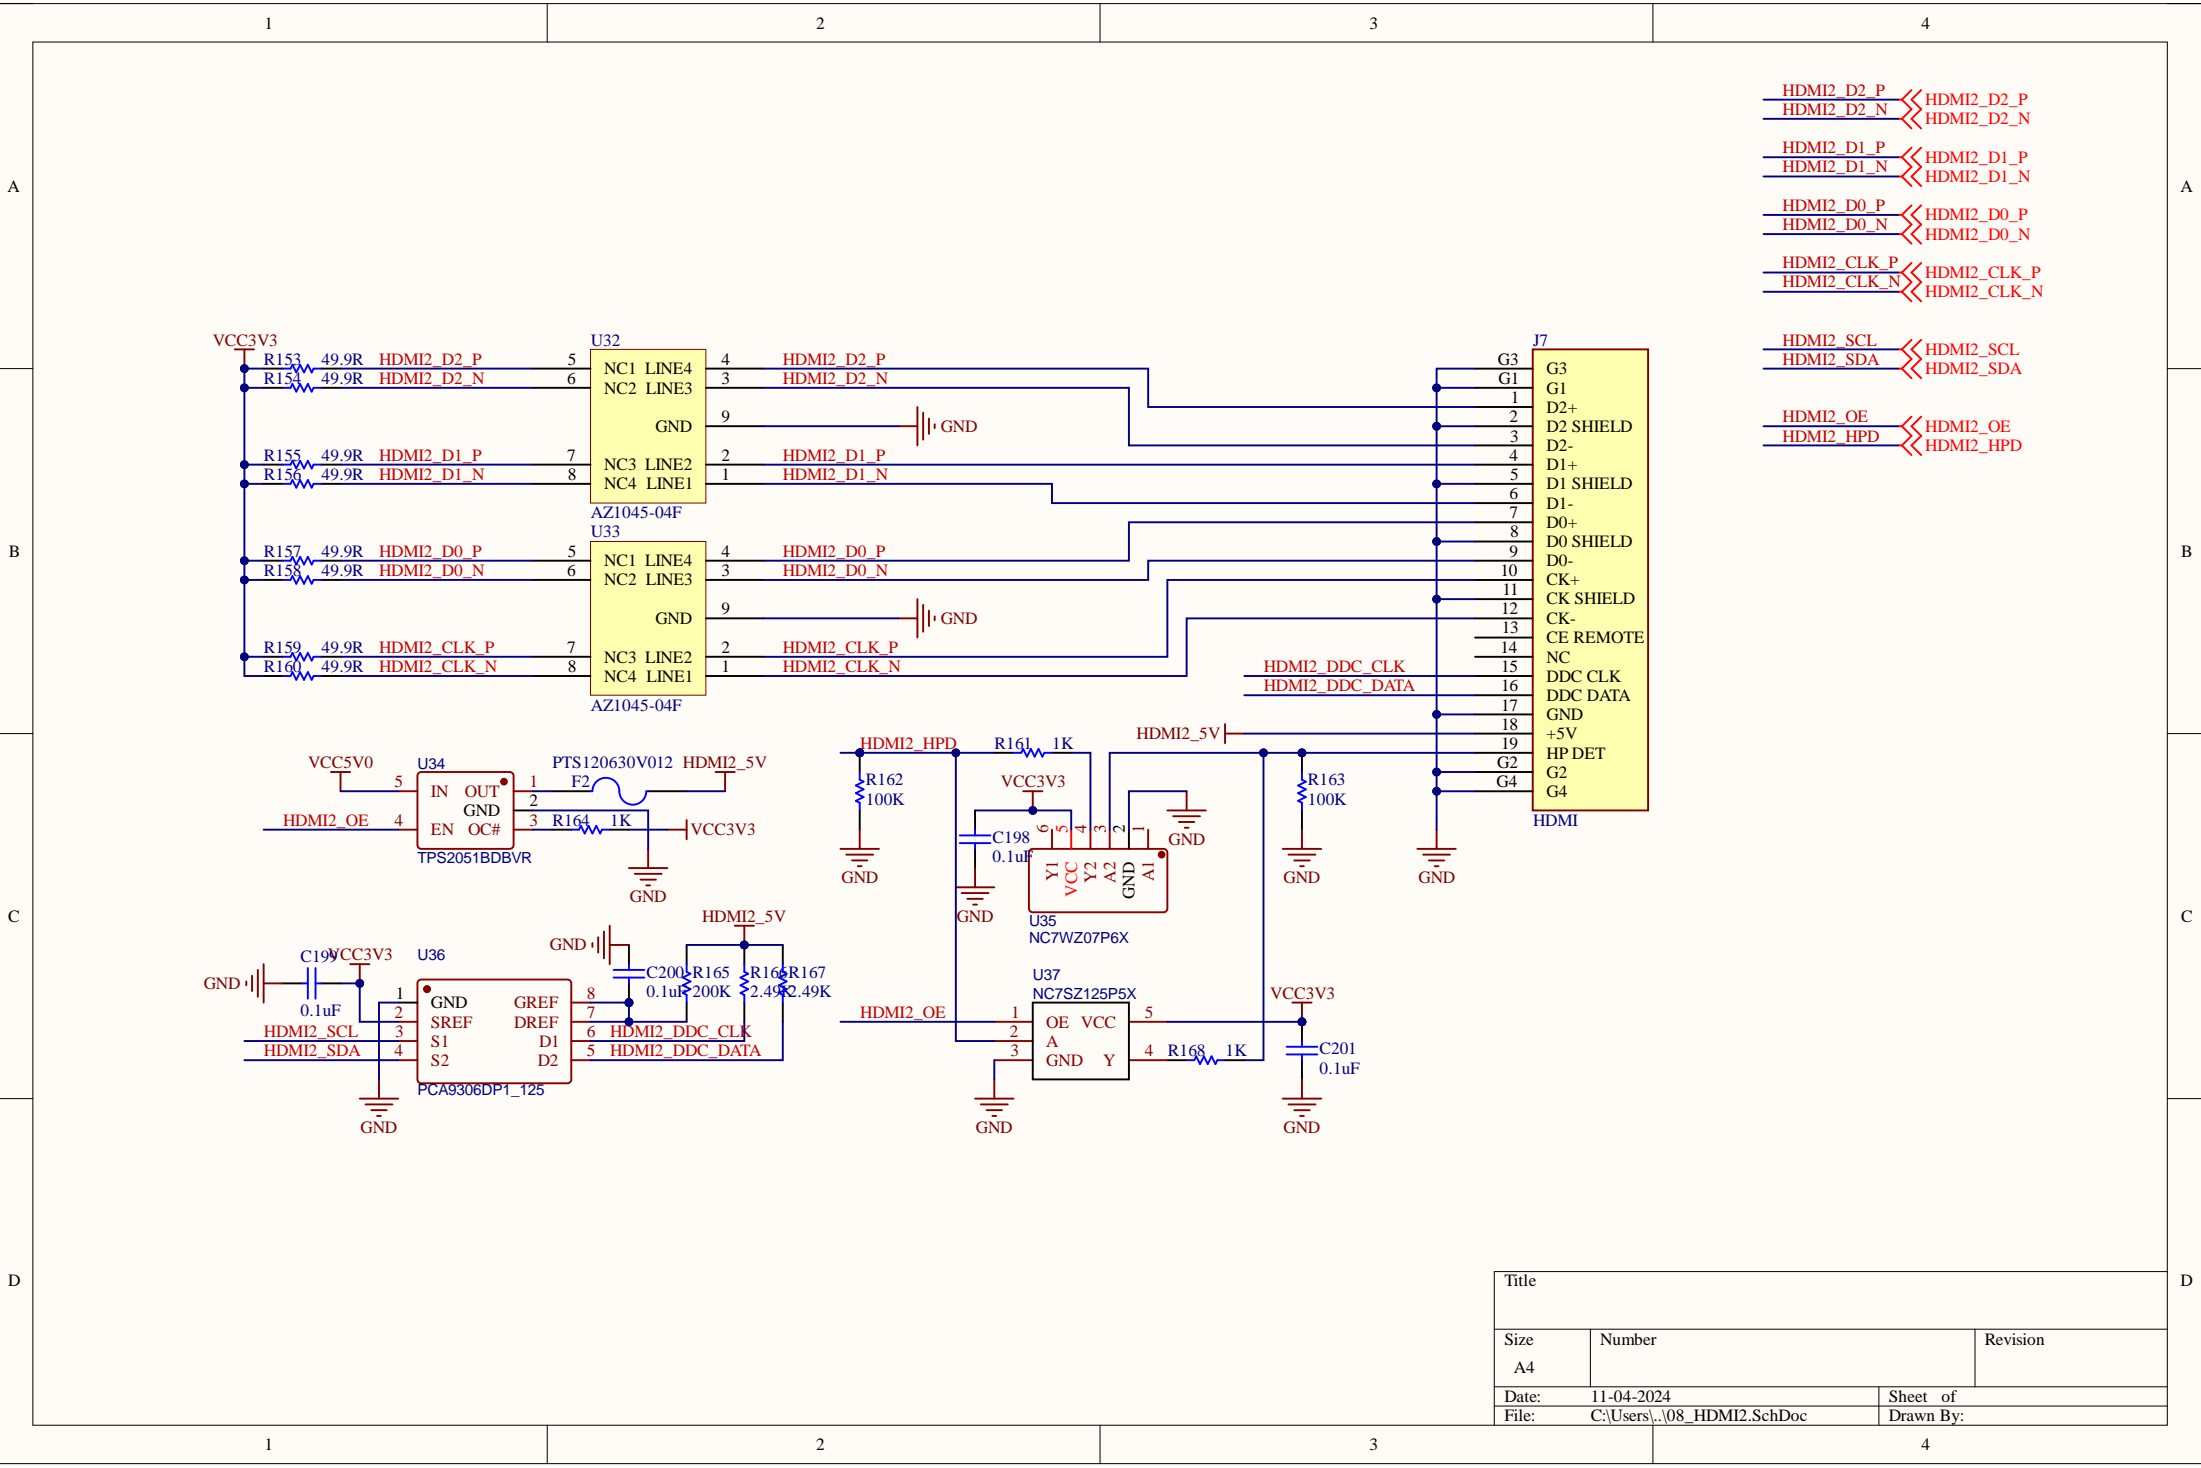 1 2 3 4
A
B
C
D
A
B
C
D
1 2 3 4
HDMI2_D2_P HDMI2_D2_P
HDMI2_D2_N HDMI2_D2_N
HDMI2_D1_P HDMI2_D1_P
HDMI2_D1_N HDMI2_D1_N
HDMI2_D0_P HDMI2_D0_P
HDMI2_D0_N HDMI2_D0_N
HDMI2_CLK_P HDMI2_CLK_P
HDMI2_CLK_N HDMI2_CLK_N
HDMI2_SCL HDMI2_SCL
HDMI2_SDA HDMI2_SDA
HDMI2_OE HDMI2_OE
HDMI2_HPD HDMI2_HPD
VCC3V3
R153 49.9R HDMI2_D2_P
R154 49.9R HDMI2_D2_N
R155 49.9R HDMI2_D1_P
R156 49.9R HDMI2_D1_N
R157 49.9R HDMI2_D0_P
R158 49.9R HDMI2_D0_N
R159 49.9R HDMI2_CLK_P
R160 49.9R HDMI2_CLK_N
U32
5 NC1 LINE4 4 HDMI2_D2_P
6 NC2 LINE3 3 HDMI2_D2_N
GND 9 GND
7 NC3 LINE2 2 HDMI2_D1_P
8 NC4 LINE1 1 HDMI2_D1_N
AZ1045-04F
U33
5 NC1 LINE4 4 HDMI2_D0_P
6 NC2 LINE3 3 HDMI2_D0_N
GND 9 GND
7 NC3 LINE2 2 HDMI2_CLK_P
8 NC4 LINE1 1 HDMI2_CLK_N
AZ1045-04F
J7
G3 G3
G1 G1
1 D2+
2 D2 SHIELD
3 D2-
4 D1+
5 D1 SHIELD
6 D1-
7 D0+
8 D0 SHIELD
9 D0-
10 CK+
11 CK SHIELD
12 CK-
13 CE REMOTE
14 NC
HDMI2_DDC_CLK 15 DDC CLK
HDMI2_DDC_DATA 16 DDC DATA
17 GND
HDMI2_5V 18 +5V
19 HP DET
G2 G2
G4 G4
HDMI
GND
VCC5V0 U34 PTS120630V012 HDMI2_5V
5 IN OUT 1 F2
GND 2
HDMI2_OE 4 EN OC# 3 R164 1K VCC3V3
TPS2051BDBVR
GND
HDMI2_HPD R161 1K
R162
100K
GND
VCC3V3
C198
0.1uF
GND
6 5 4 3 2 1
Y1 VCC Y2 A2 GND A1
U35
NC7WZ07P6X
GND
R163
100K
GND
C199 VCC3V3 U36
GND
0.1uF
1 GND GREF 8
2 SREF DREF 7
HDMI2_SCL 3 S1 D1 6 HDMI2_DDC_CLK
HDMI2_SDA 4 S2 D2 5 HDMI2_DDC_DATA
PCA9306DP1_125
GND
HDMI2_5V
GND
C200 R165 R166 R167
0.1uF 200K 2.49K 2.49K
U37
NC7SZ125P5X
HDMI2_OE 1 OE VCC 5
2 A
3 GND Y 4 R168 1K
GND
VCC3V3
C201
0.1uF
GND
Title
Size Number Revision
A4
Date: 11-04-2024 Sheet of
File: C:\Users\..\08_HDMI2.SchDoc Drawn By: